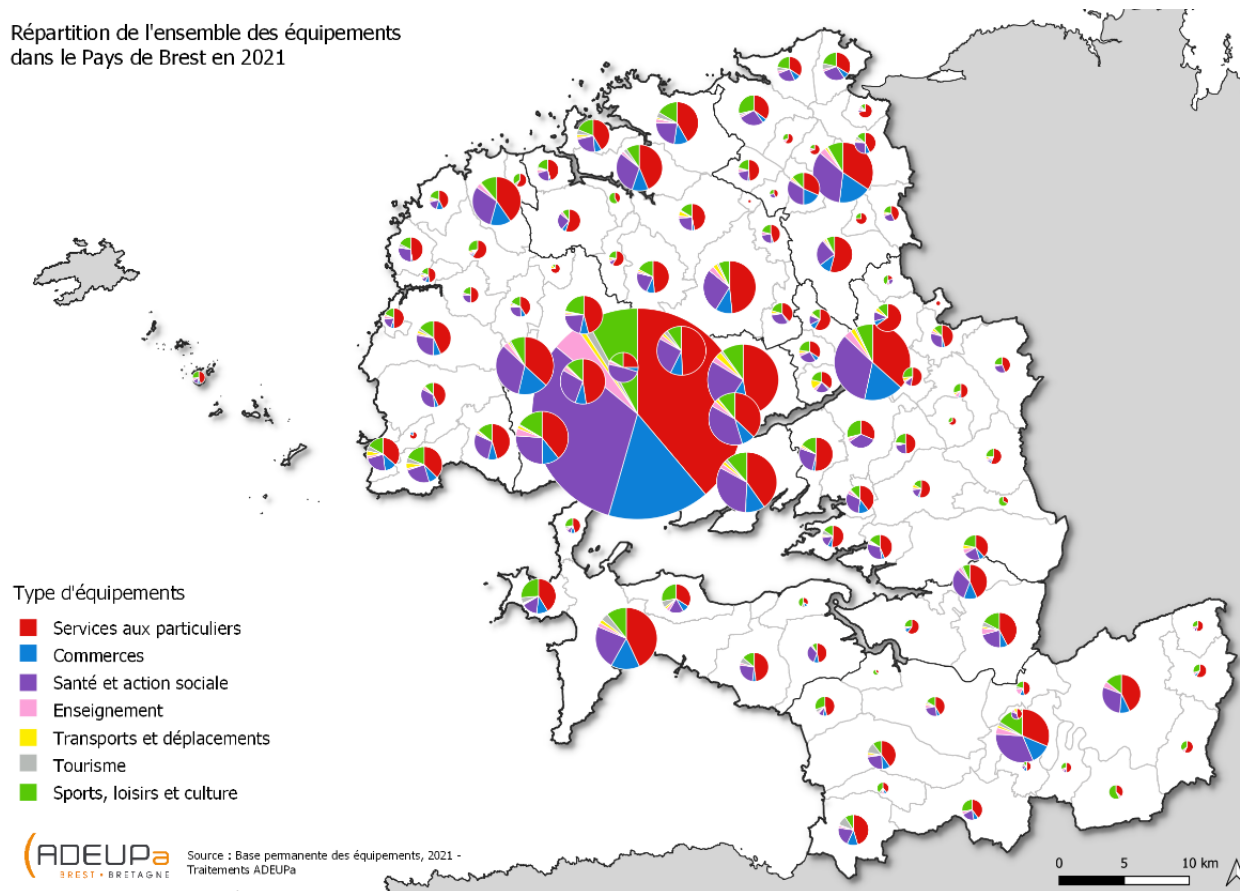 Répartition de l'ensemble des équipements
dans le Pays de Brest en 2021
Type d'équipements
Services aux particuliers
Commerces
Santé et action sociale
Enseignement
Transports et déplacements
Tourisme
Sports, loisirs et culture
ADEUPa
BREST • BRETAGNE
Source : Base permanente des équipements, 2021 -
Traitements ADEUPa
0 5 10 km